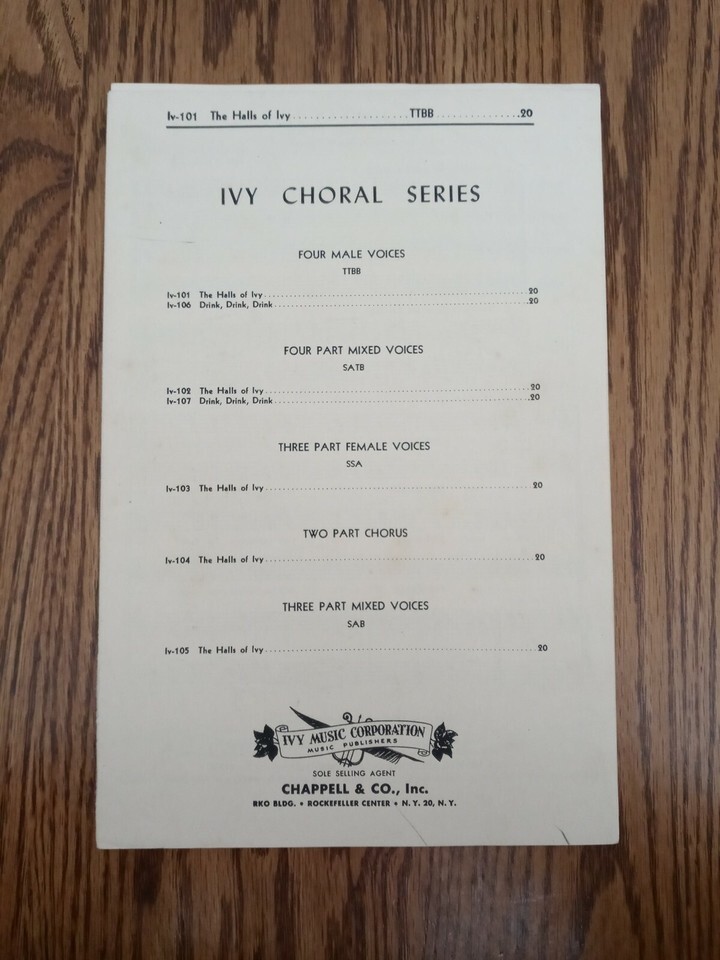 Iv-101 The Halls of Ivy....................TTBB...............20
IVY CHORAL SERIES
FOUR MALE VOICES
TTBB
Iv-101 The Halls of Ivy....................20
Iv-106 Drink, Drink, Drink....................20
FOUR PART MIXED VOICES
SATB
Iv-102 The Halls of Ivy....................20
Iv-107 Drink, Drink, Drink....................20
THREE PART FEMALE VOICES
SSA
Iv-103 The Halls of Ivy....................20
TWO PART CHORUS
Iv-104 The Halls of Ivy....................20
THREE PART MIXED VOICES
SAB
Iv-105 The Halls of Ivy....................20
IVY MUSIC CORPORATION
MUSIC PUBLISHERS
SOLE SELLING AGENT
CHAPPELL & CO., Inc.
RKO BLDG. • ROCKEFELLER CENTER • N. Y. 20, N. Y.